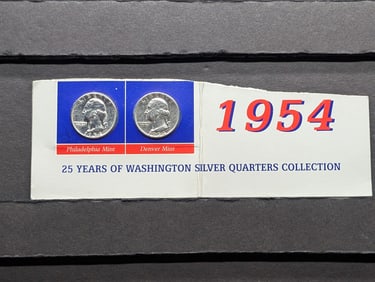 1954
Philadelphia Mint
Denver Mint
25 YEARS OF WASHINGTON SILVER QUARTERS COLLECTION